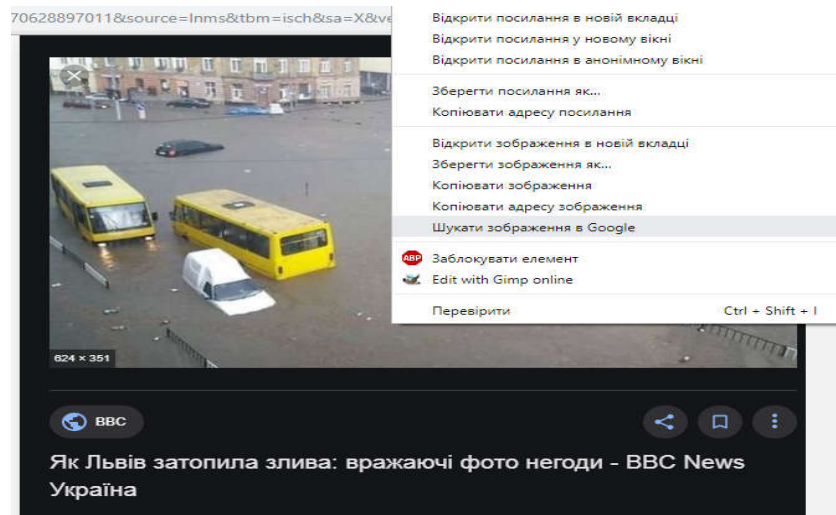 70628897011&source=lnms&tbm=isch&sa=X&ve
Відкрити посилання в новій вкладці
Відкрити посилання у новому вікні
Відкрити посилання в анонімному вікні
Зберегти посилання як...
Копіювати адресу посилання
Відкрити зображення в новій вкладці
Зберегти зображення як...
Копіювати зображення
Копіювати адресу зображення
Шукати зображення в Google
ABP Заблокувати елемент
Edit with Gimp online
Перевірити Ctrl + Shift + I
624 × 351
BBC
Як Львів затопила злива: вражаючі фото негоди - BBC News
Україна